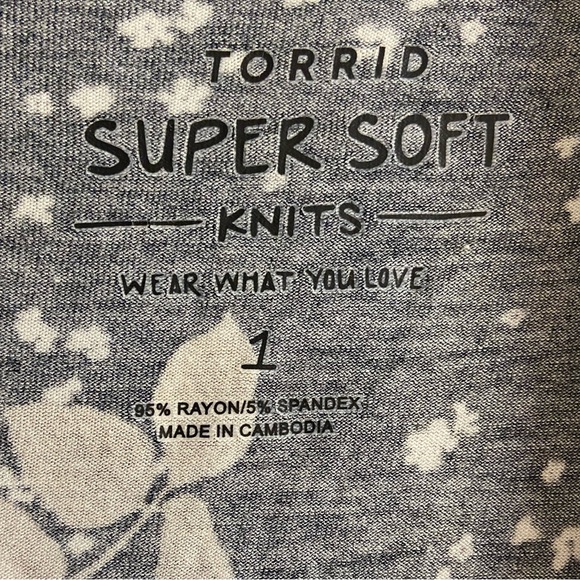 TORRID
SUPER SOFT
KNITS
WEAR WHAT YOU LOVE
1
95% RAYON/5% SPANDEX
MADE IN CAMBODIA